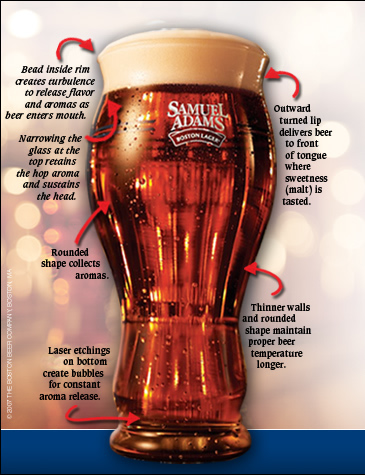 Bead inside rim
creates turbulence
to release flavor
and aromas as
beer enters mouth.
Narrowing the
glass at the
top retains
the hop aroma
and sustains
the head.
Rounded
shape collects
aromas.
Laser etchings
on bottom
create bubbles
for constant
aroma release.
SAMUEL
ADAMS
BOSTON LAGER
Outward
turned lip
delivers beer
to front
of tongue
where
sweetness
(malt) is
tasted.
Thinner walls
and rounded
shape maintain
proper beer
temperature
longer.
©2007 THE BOSTON BEER COMPANY, BOSTON, MA